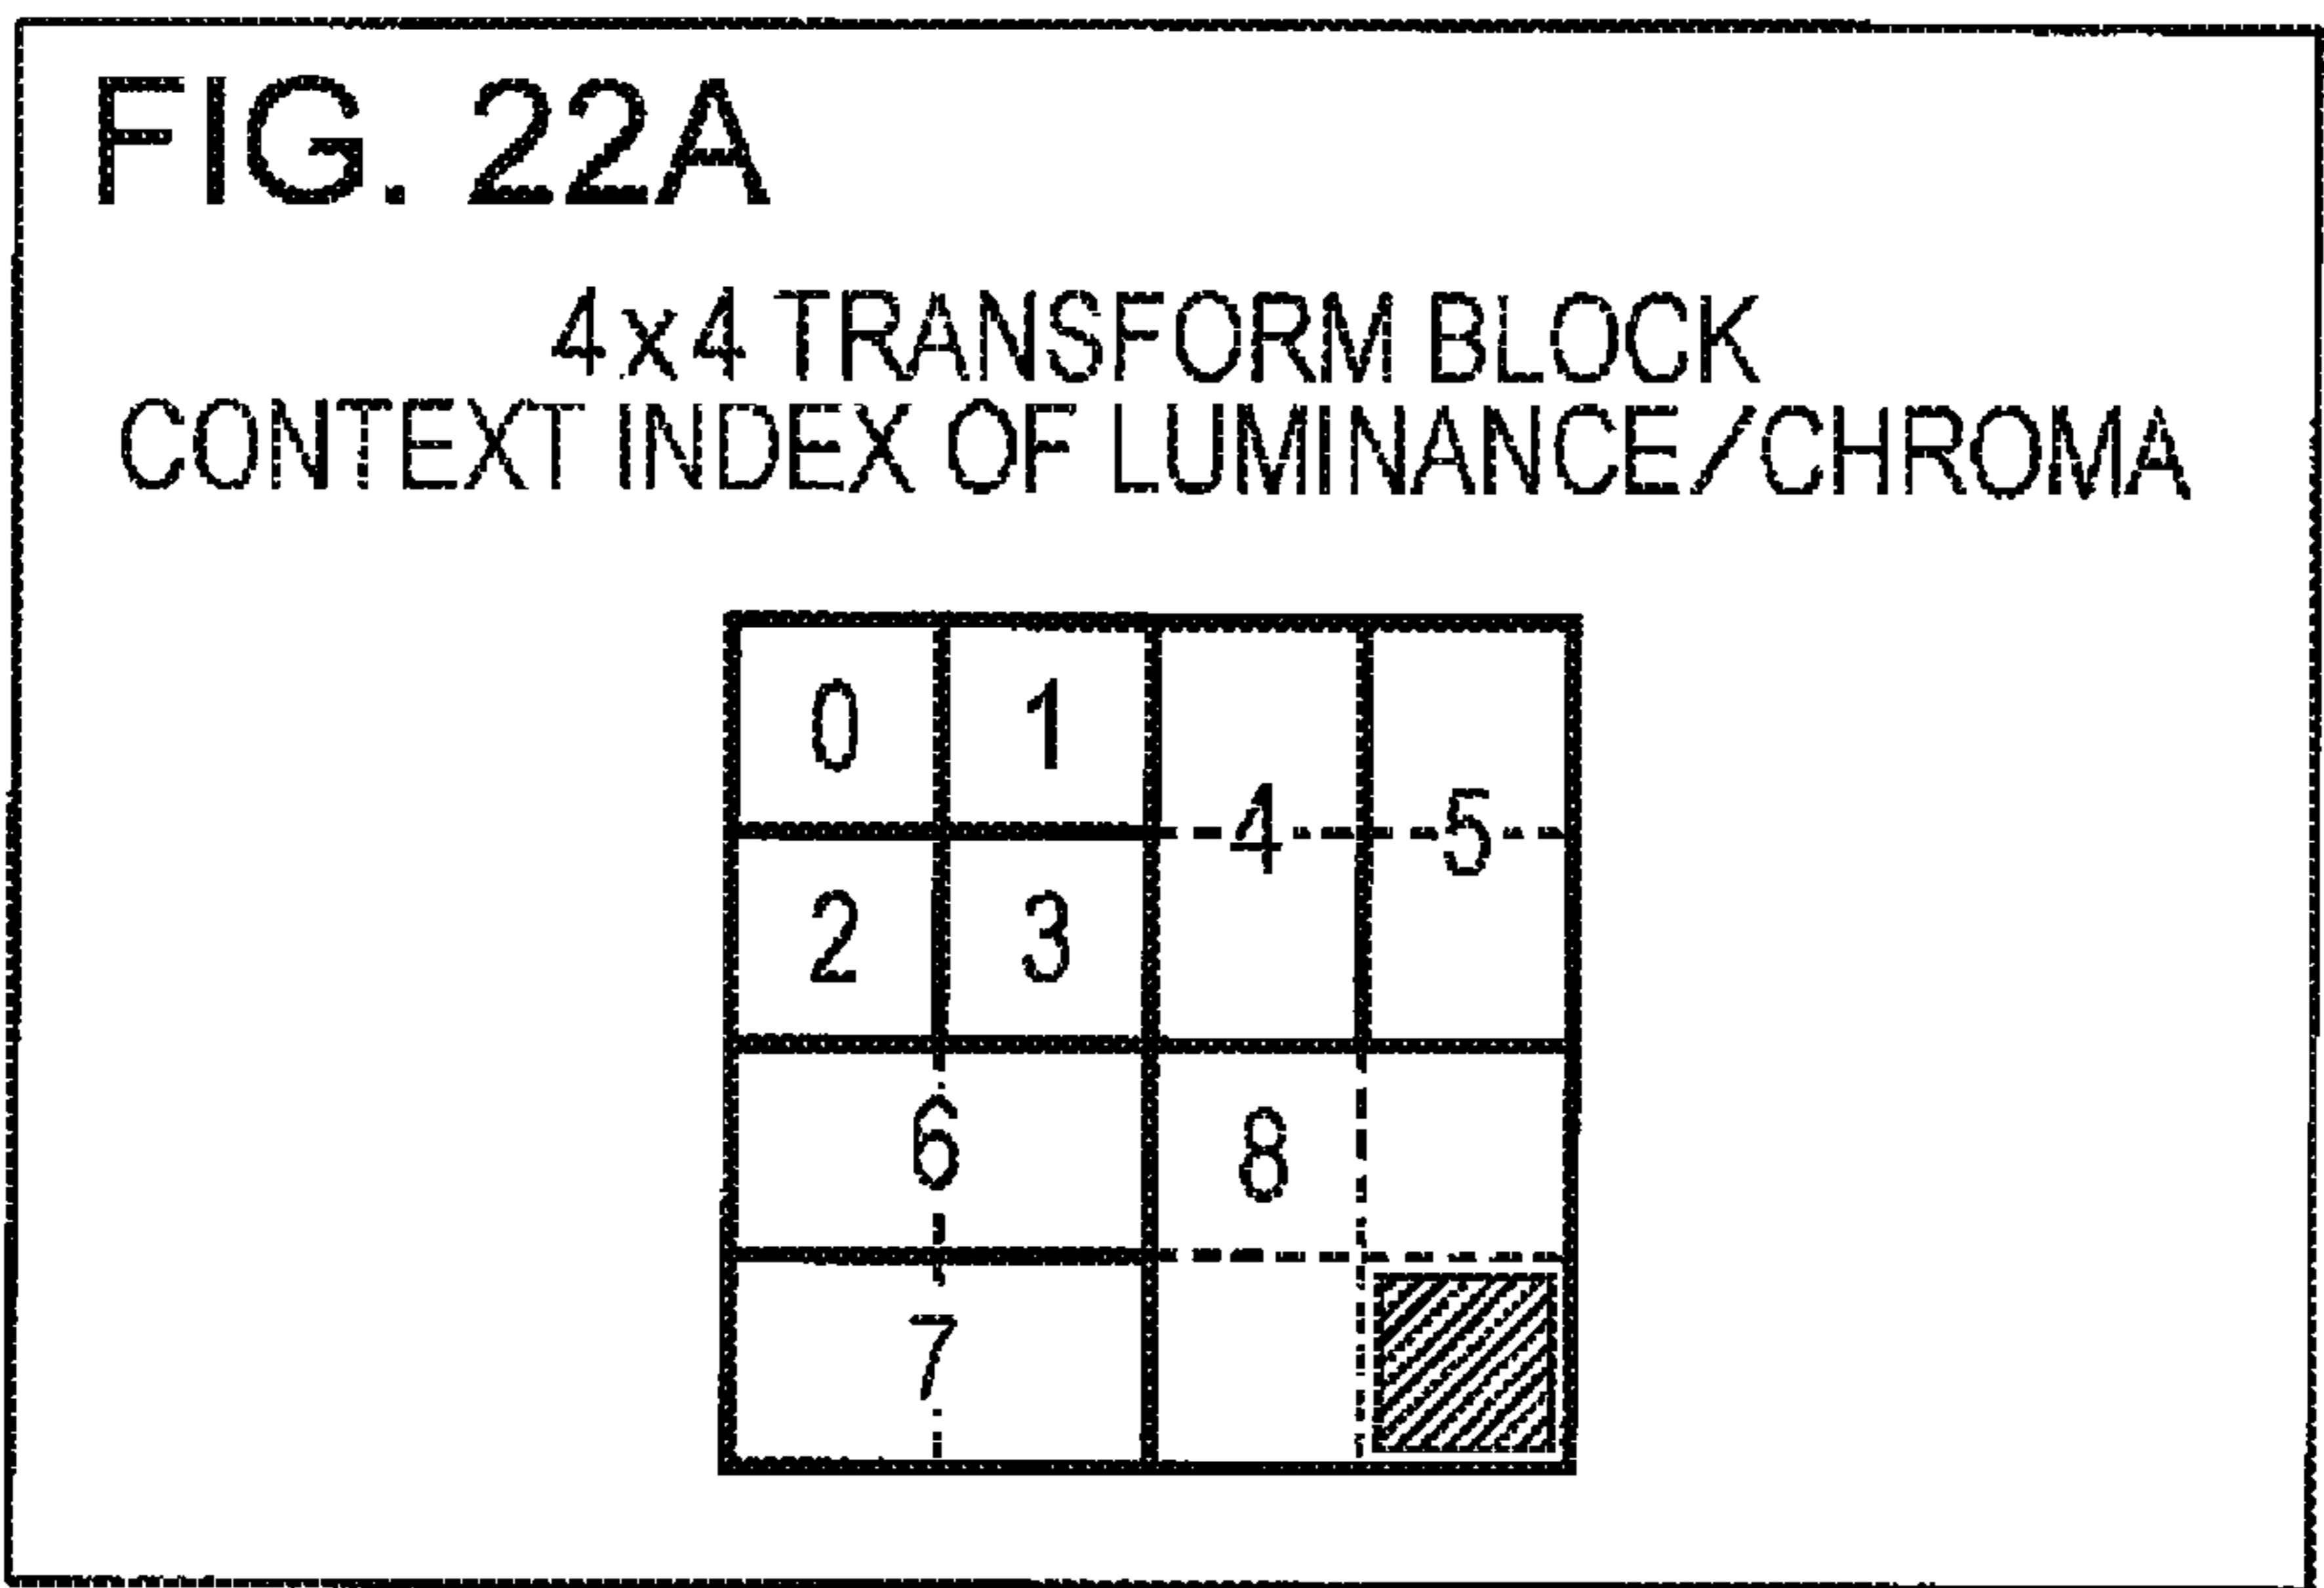 FIG. 22A
4x4 TRANSFORM BLOCK
CONTEXT INDEX OF LUMINANCE/CHROMA
0 1
4 5
2 3
6 8
7